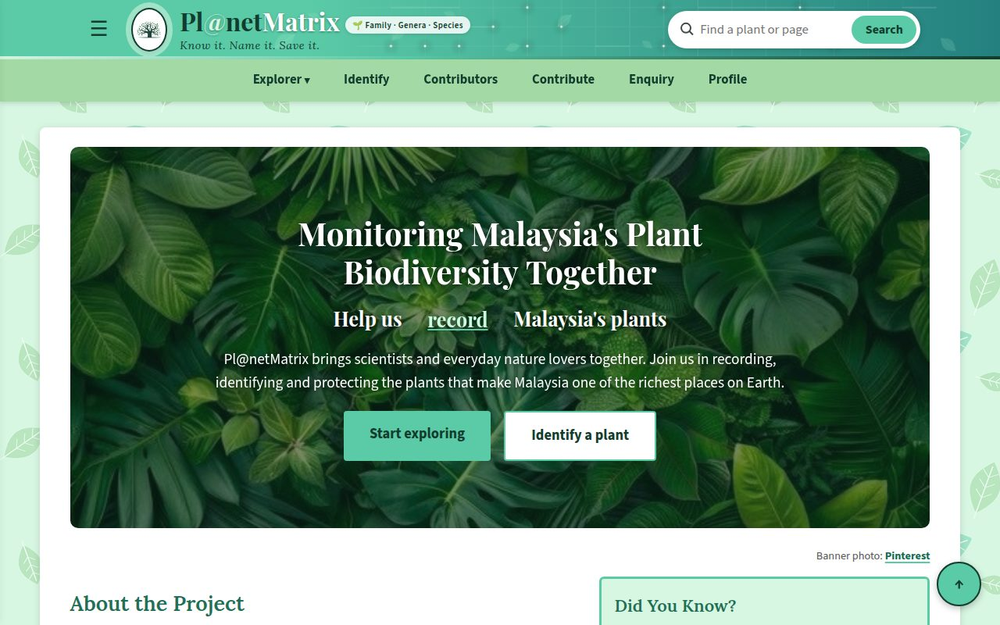 ☰
Pl@netMatrix
🌱 Family · Genera · Species
Know it. Name it. Save it.
Find a plant or page
Search
Explorer ▾
Identify
Contributors
Contribute
Enquiry
Profile
Monitoring Malaysia's Plant
Biodiversity Together
Help us record Malaysia's plants
Pl@netMatrix brings scientists and everyday nature lovers together. Join us in recording,
identifying and protecting the plants that make Malaysia one of the richest places on Earth.
Start exploring
Identify a plant
Banner photo: Pinterest
About the Project
Did You Know?